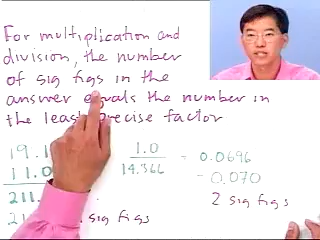 For multiplication and
division, the number
of sig figs in the
answer equals the number in
the least precise factor
19.1
11.0
211.
1.0
14.366
= 0.0696
- 0.070
2 sig figs
sig figs